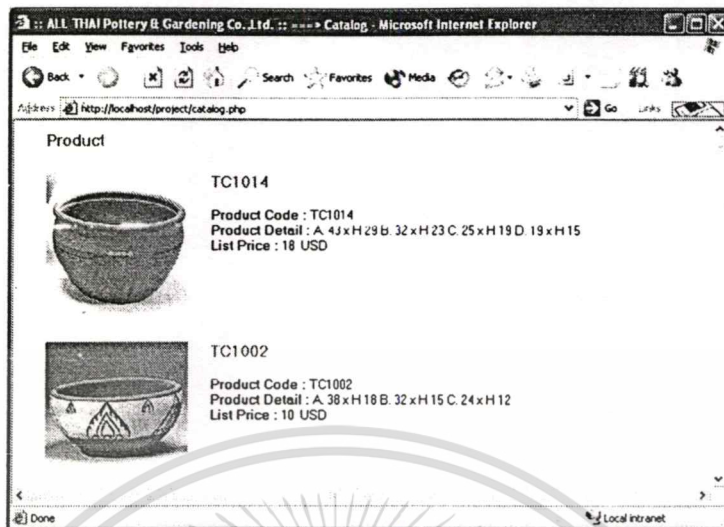 :: ALL THAI Pottery & Gardening Co.,Ltd. :: ---> Catalog - Microsoft Internet Explorer
File Edit View Favorites Tools Help
Back Search Favorites Media
Address http://localhost/project/catalog.php Go Links
Product
TC1014
Product Code : TC1014
Product Detail : A. 43 x H 29 B. 32 x H 23 C. 25 x H 19 D. 19 x H 15
List Price : 18 USD
TC1002
Product Code : TC1002
Product Detail : A. 38 x H 18 B. 32 x H 15 C. 24 x H 12
List Price : 10 USD
Done Local intranet